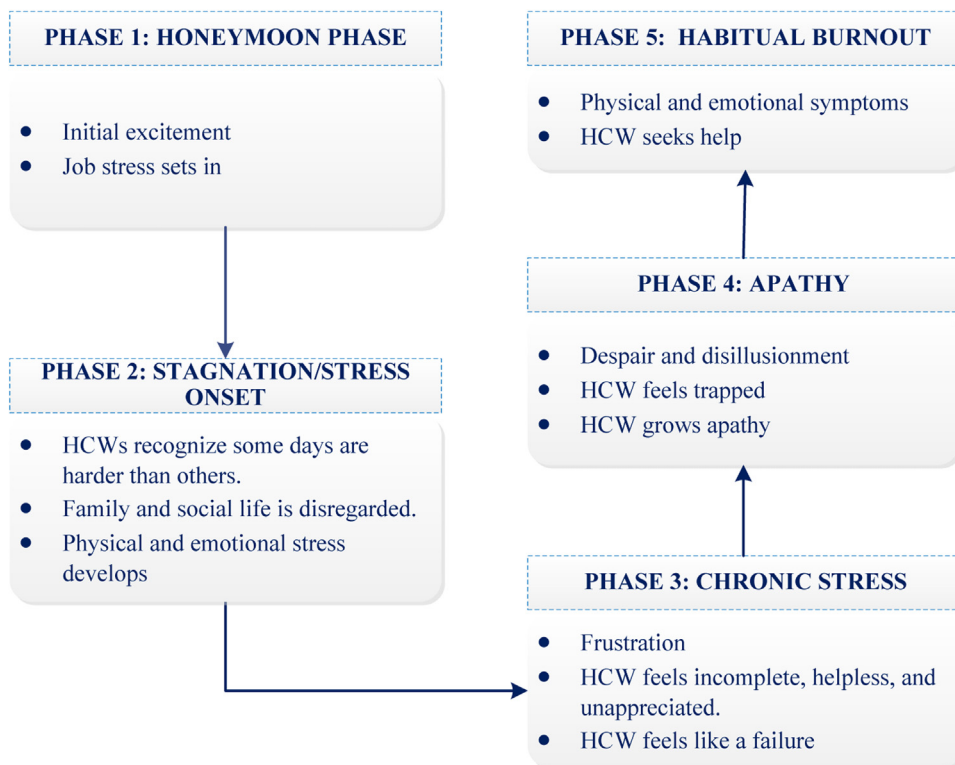 PHASE 1: HONEYMOON PHASE
● Initial excitement
● Job stress sets in
PHASE 2: STAGNATION/STRESS
ONSET
● HCWs recognize some days are
harder than others.
● Family and social life is disregarded.
● Physical and emotional stress
develops
PHASE 3: CHRONIC STRESS
● Frustration
● HCW feels incomplete, helpless, and
unappreciated.
● HCW feels like a failure
PHASE 4: APATHY
● Despair and disillusionment
● HCW feels trapped
● HCW grows apathy
PHASE 5: HABITUAL BURNOUT
● Physical and emotional symptoms
● HCW seeks help